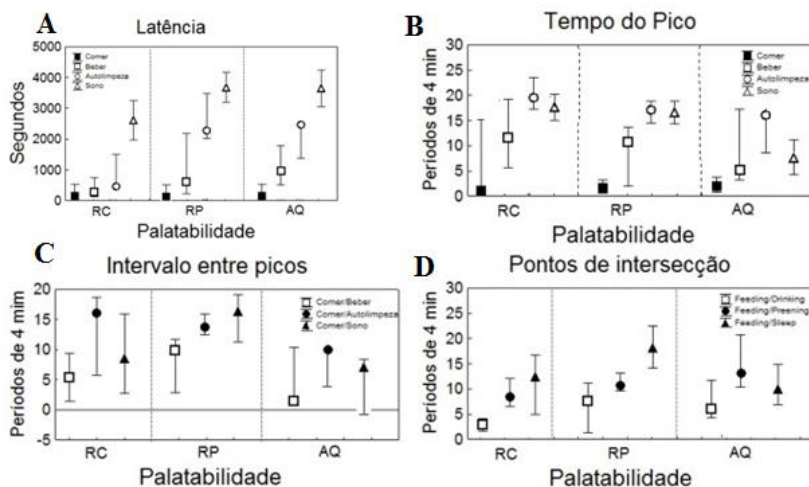 A
Latência
Segundos
5000
4000
3000
2000
1000
0
Comer
Beber
Autolimpeza
Sono
RC RP AQ
Palatabilidade
B
Tempo do Pico
Períodos de 4 min
30
25
20
15
10
5
0
Comer
Beber
Autolimpeza
Sono
RC RP AQ
Palatabilidade
C
Intervalo entre picos
Períodos de 4 mim
20
15
10
5
0
-5
Comer/Beber
Comer/Autolimpeza
Comer/Sono
RC RP AQ
Palatabilidade
D
Pontos de intersecção
Períodos de 4 min
30
25
20
15
10
5
0
Feeding/Drinking
Feeding/Preening
Feeding/Sleep
RC RP AQ
Palatabilidade